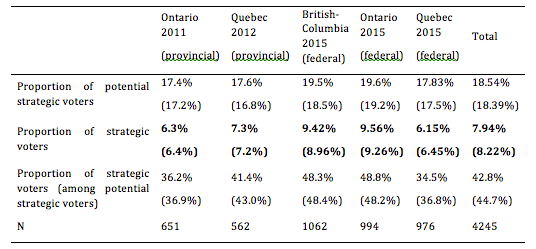 Ontario 2011 (provincial) Quebec 2012 (provincial) British-Columbia 2015 (federal) Ontario 2015 (federal) Quebec 2015 (federal) Total
Proportion of potential 17.4% 17.6% 19.5% 19.6% 17.83% 18.54%
strategic voters (17.2%) (16.8%) (18.5%) (19.2%) (17.5%) (18.39%)
Proportion of strategic 6.3% 7.3% 9.42% 9.56% 6.15% 7.94%
voters (6.4%) (7.2%) (8.96%) (9.26%) (6.45%) (8.22%)
Proportion of strategic 36.2% 41.4% 48.3% 48.8% 34.5% 42.8%
voters (among potential (36.9%) (43.0%) (48.4%) (48.2%) (36.8%) (44.7%)
strategic voters)
N 651 562 1062 994 976 4245